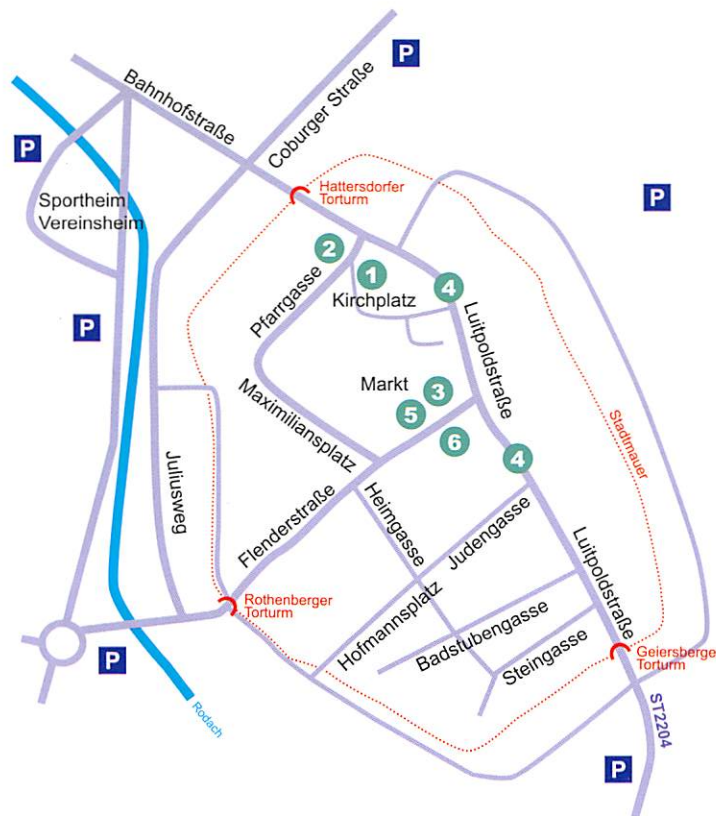 P
Bahnhofstraße
Coburger Straße
P
Sportheim
Vereinsheim
Hattersdorfer
Torturm
P
2
1
Pfarrgasse
Kirchplatz
4
Luitpoldstraße
P
Markt
3
5
6
Maximiliansplatz
4
Stadtmauer
Juliusweg
Flenderstraße
Heimgasse
Judengasse
Hofmannsplatz
Badstubengasse
Steingasse
Luitpoldstraße
Rothenberger
Torturm
Geiersberge
Torturm
P
Rodach
ST2204
P